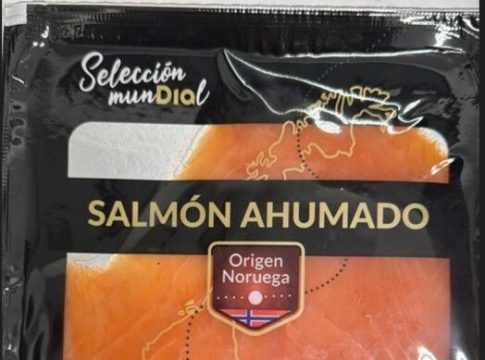 Selección
munDIAl
SALMÓN AHUMADO
Origen
Noruega